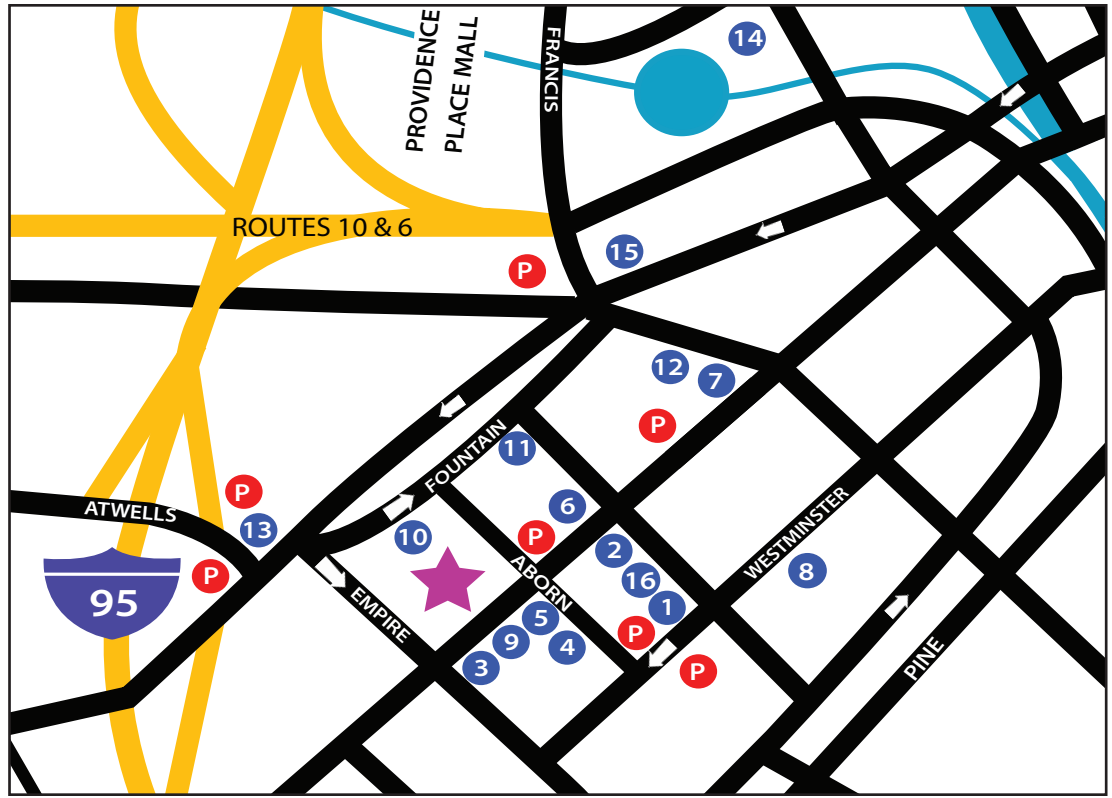 PROVIDENCE
PLACE MALL
FRANCIS
14
ROUTES 10 & 6
15
P
12
7
P
FOUNTAIN
11
P
ATWELLS
13
6
10
P
WESTMINSTER
2
P
ABORN
16
8
95
EMPIRE
1
5
P
9
4
3
P
PINE